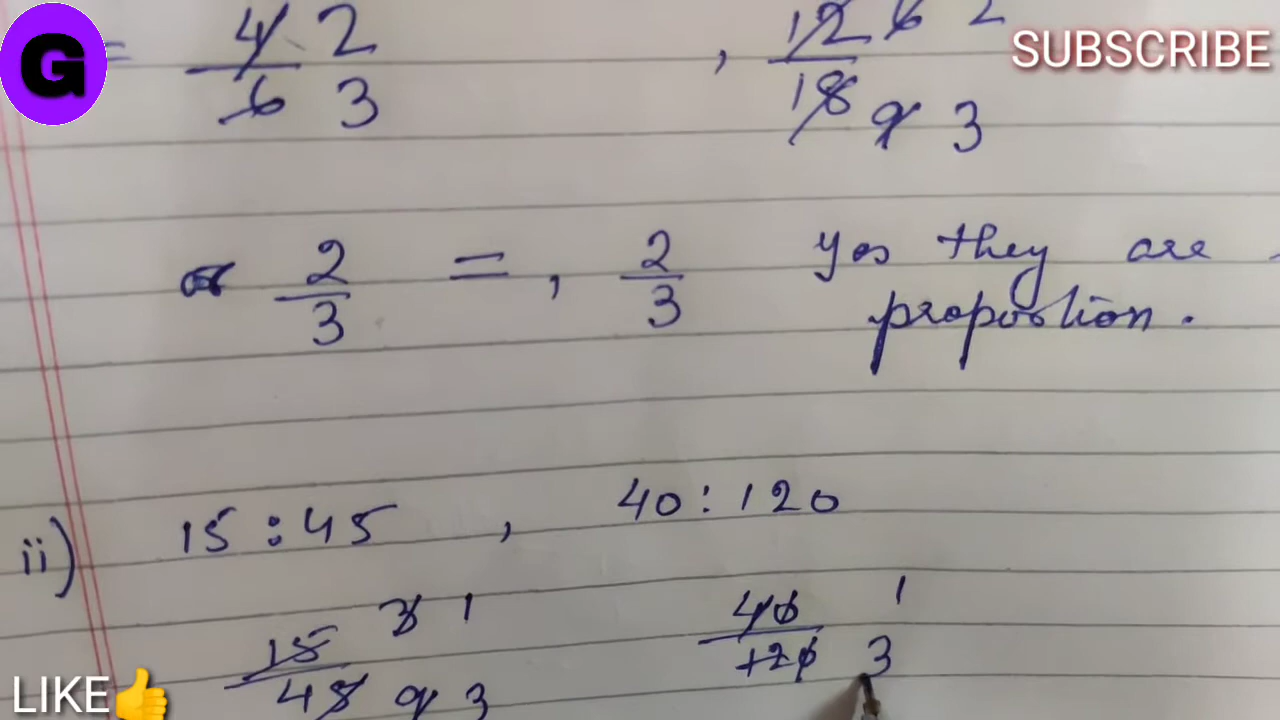 G
SUBSCRIBE
= 4/6 2/3 , 12/18 6/9 2/3
or 2/3 = , 2/3 yes they are
proportion.
ii) 15:45 , 40:120
15/45 3/9 1/3 40/120 1/3
LIKE